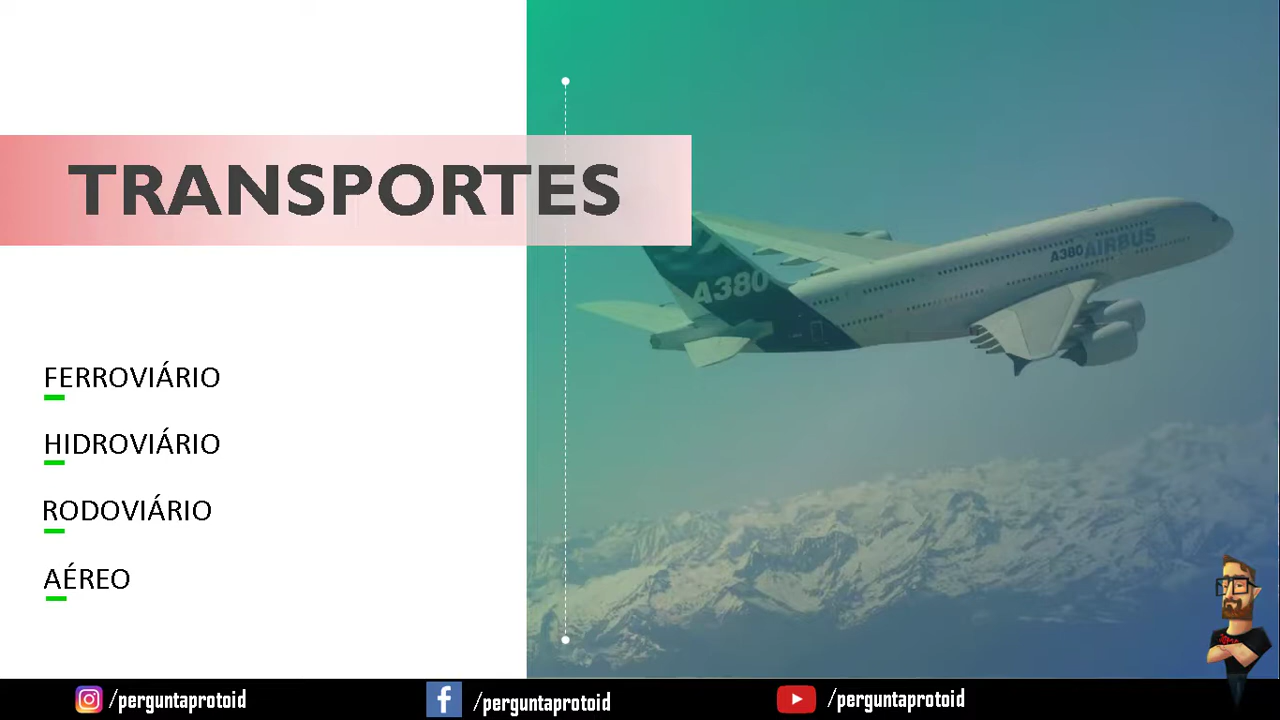 TRANSPORTES
A380
A380 AIRBUS
FERROVIÁRIO
HIDROVIÁRIO
RODOVIÁRIO
AÉREO
/perguntaprotoid
/perguntaprotoid
/perguntaprotoid